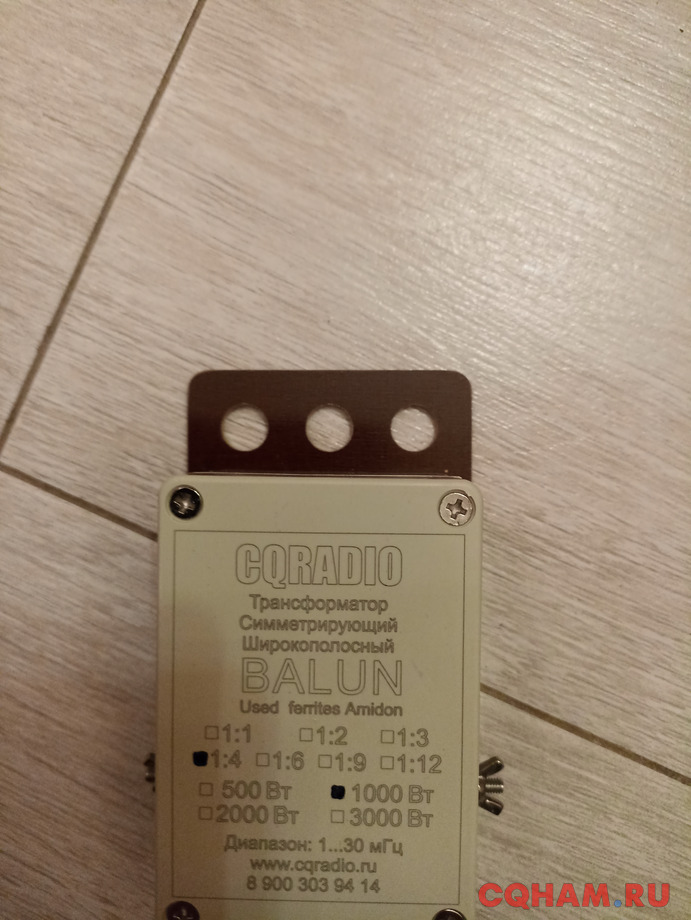 CQRADIO
Трансформатор
Симметрирующий
Широкополосный
BALUN
Used ferrites Amidon
1:1 1:2 1:3
1:4 1:6 1:9 1:12
500 Вт 1000 Вт
2000 Вт 3000 Вт
Диапазон: 1...30 мГц
www.cqradio.ru
8 900 303 94 14
CQHAM.RU